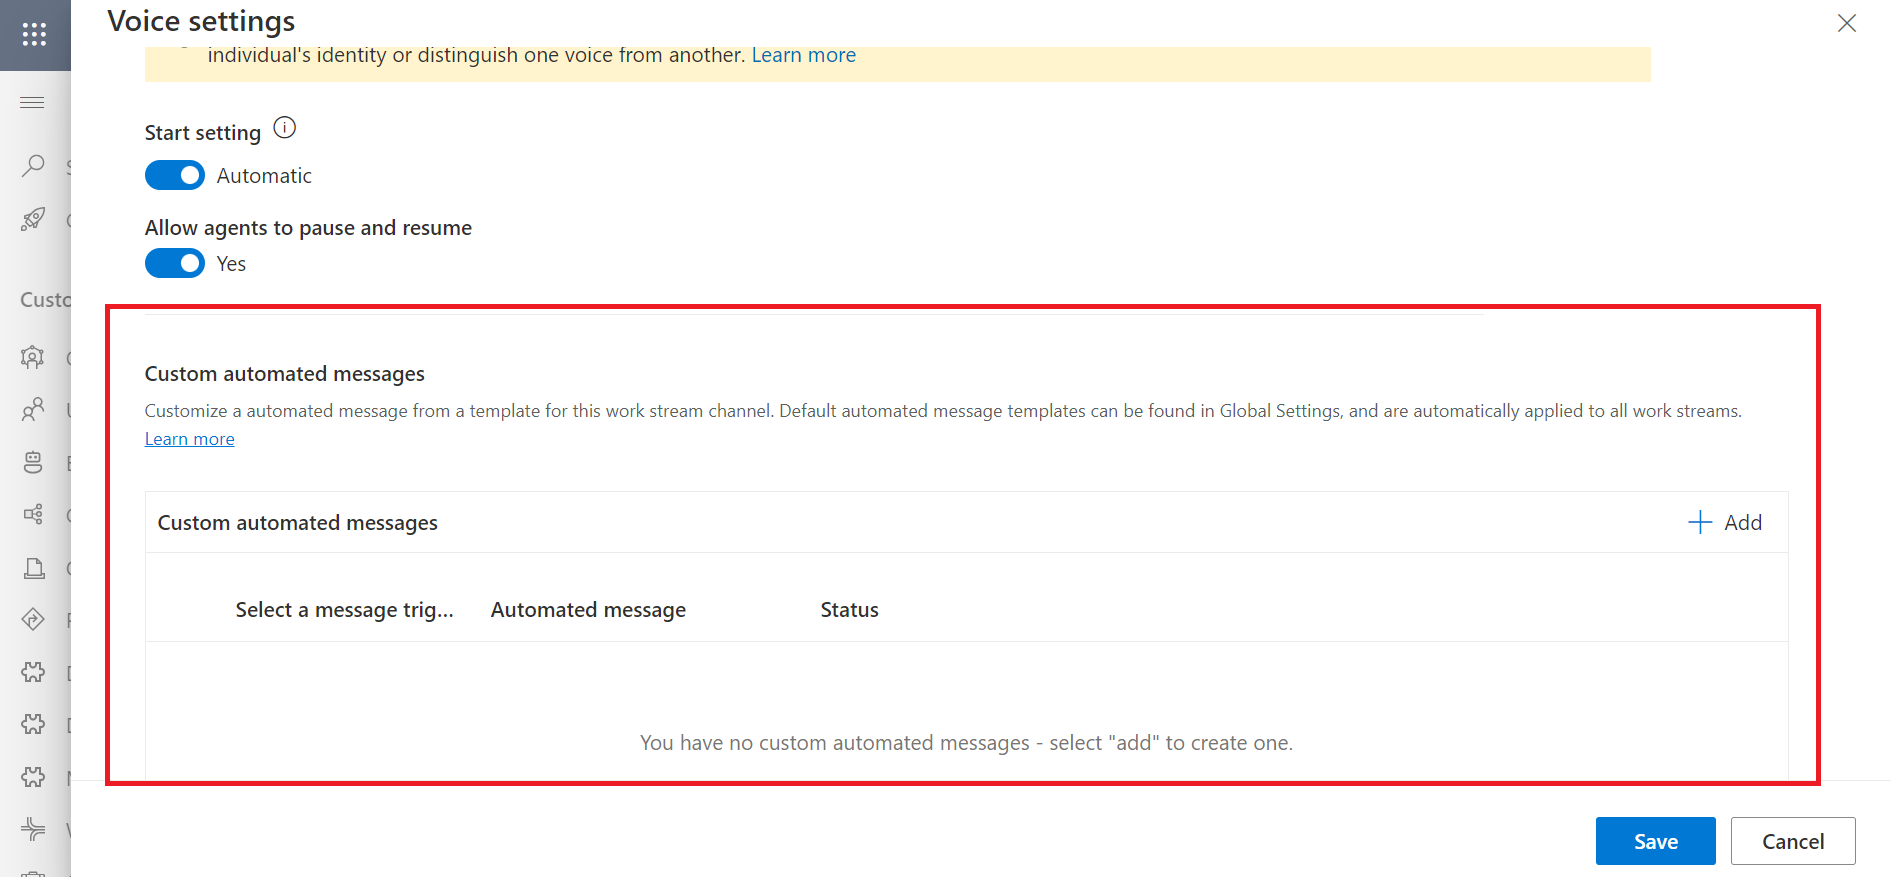 Voice settings
individual's identity or distinguish one voice from another. Learn more
Start setting
Automatic
Allow agents to pause and resume
Yes
Custom automated messages
Customize a automated message from a template for this work stream channel. Default automated message templates can be found in Global Settings, and are automatically applied to all work streams.
Learn more
Custom automated messages
Add
Select a message trig... Automated message Status
You have no custom automated messages - select "add" to create one.
Save Cancel